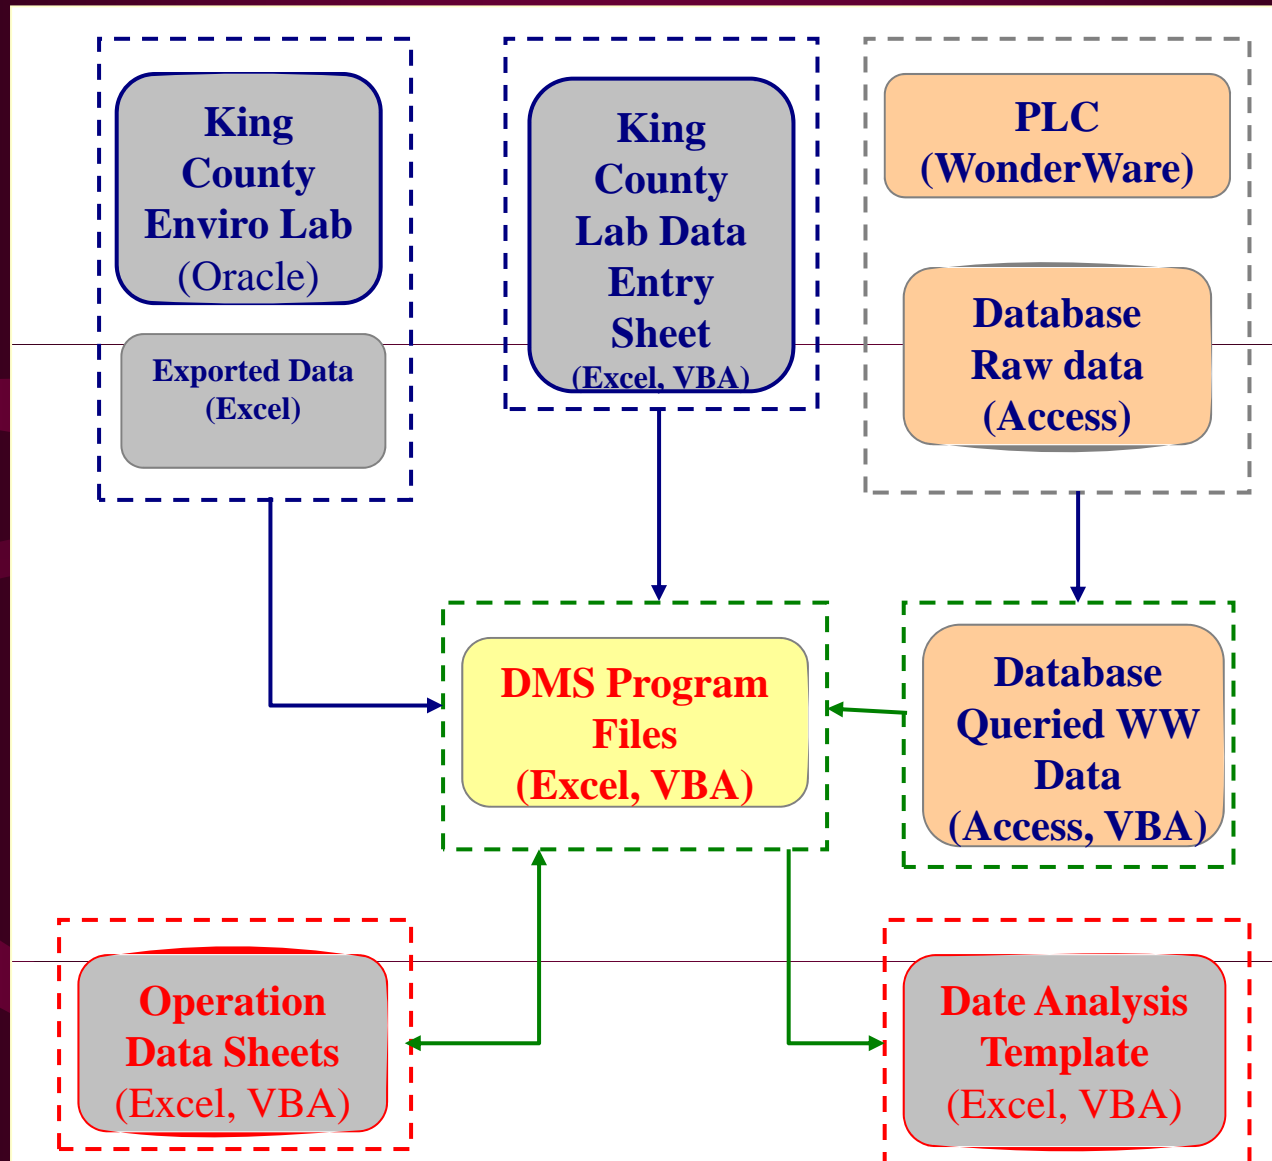 King
County
Enviro Lab
(Oracle)
Exported Data
(Excel)
King
County
Lab Data
Entry
Sheet
(Excel, VBA)
PLC
(WonderWare)
Database
Raw data
(Access)
DMS Program
Files
(Excel, VBA)
Database
Queried WW
Data
(Access, VBA)
Operation
Data Sheets
(Excel, VBA)
Date Analysis
Template
(Excel, VBA)